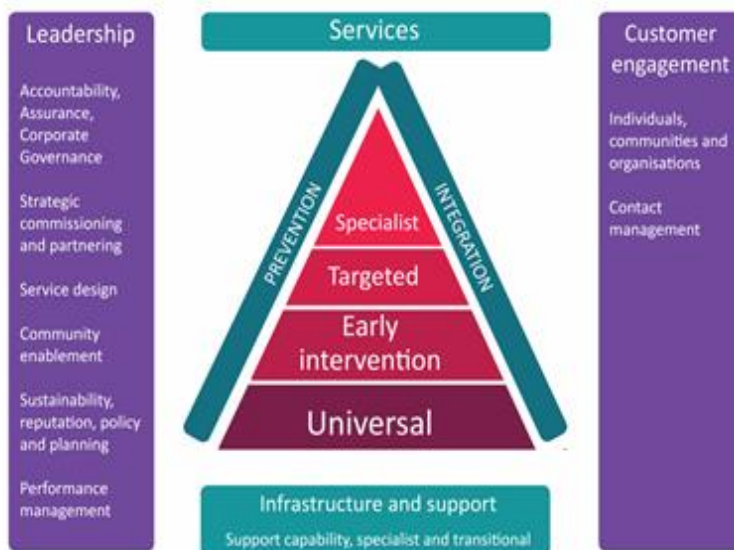 Leadership
Accountability,
Assurance,
Corporate
Governance
Strategic
commissioning
and partnering
Service design
Community
enablement
Sustainability,
reputation, policy
and planning
Performance
management
Services
PREVENTION
INTEGRATION
Specialist
Targeted
Early
intervention
Universal
Infrastructure and support
Support capability, specialist and transitional
Customer
engagement
Individuals,
communities and
organisations
Contact
management